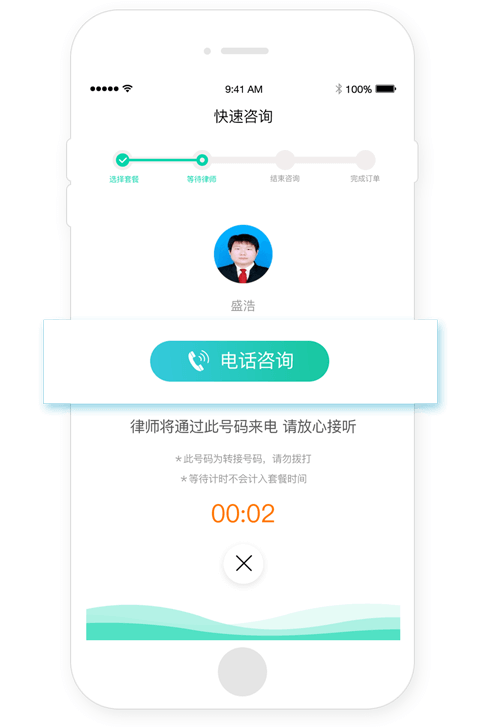 9:41 AM 100%
快速咨询
选择套餐 等待律师 结束咨询 完成订单
盛浩
电话咨询
律师将通过此号码来电 请放心接听
*此号码为转接号码，请勿拨打
*等待计时不会计入套餐时间
00:02